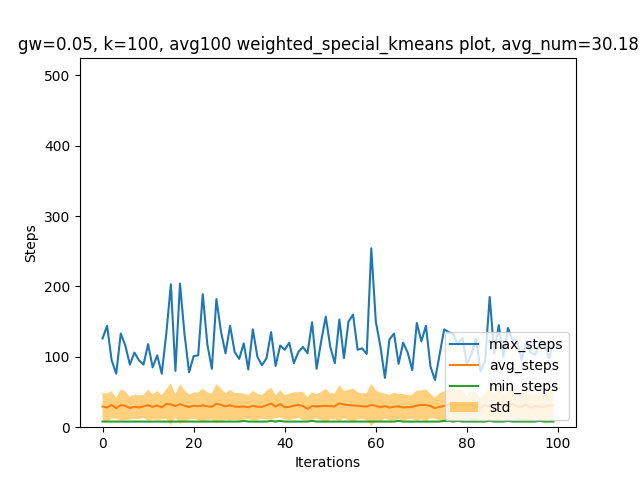 gw=0.05, k=100, avg100 weighted_special_kmeans plot, avg_num=30.18
500
400
300
200
100
0
Steps
max_steps
avg_steps
min_steps
std
0
20
40
60
80
100
Iterations